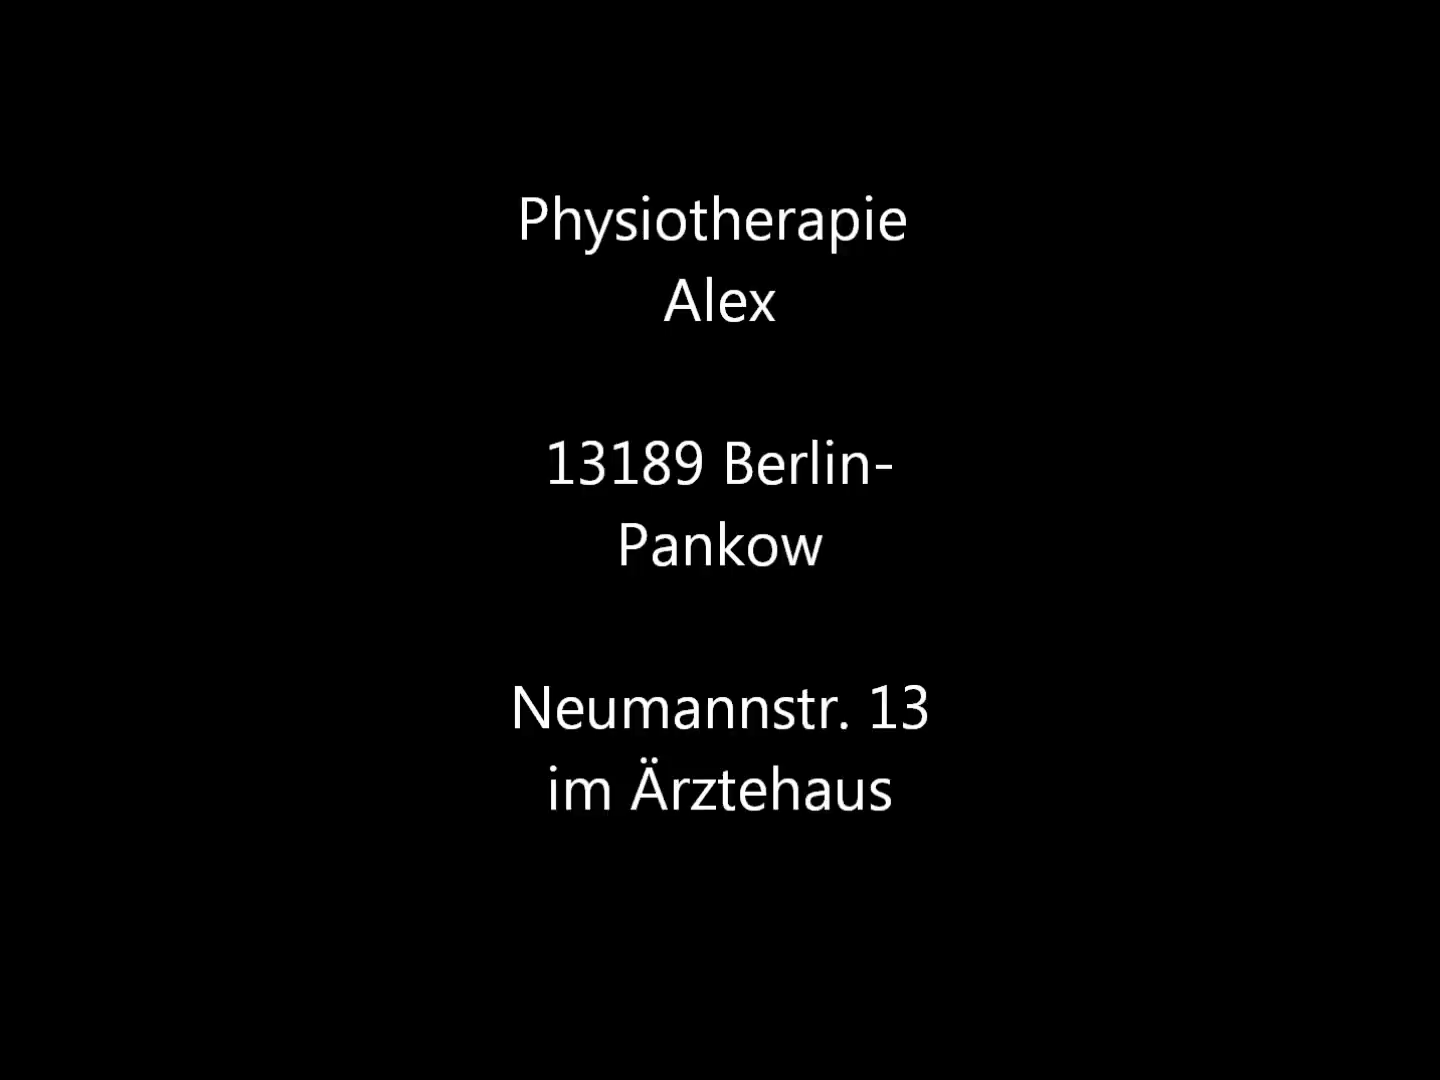 Physiotherapie
Alex
13189 Berlin-
Pankow
Neumannstr. 13
im Ärztehaus